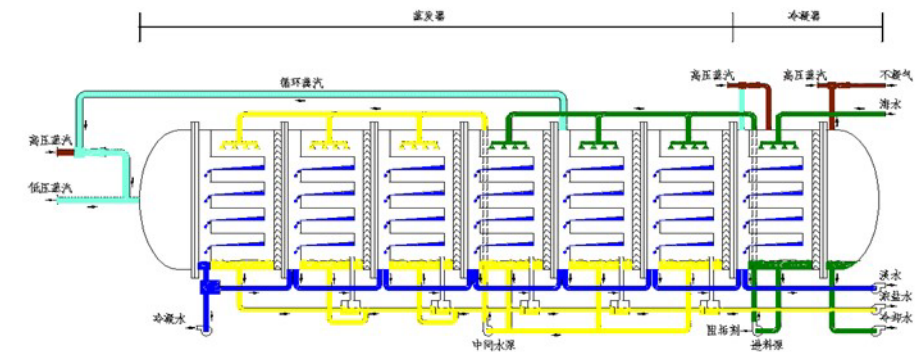 蒸发器
冷凝器
循环蒸汽
高压蒸汽
高压蒸汽
不凝气
海水
高压蒸汽
低压蒸汽
淡水
浓盐水
冷却水
冷凝水
中间水泵
阻垢剂
进料泵